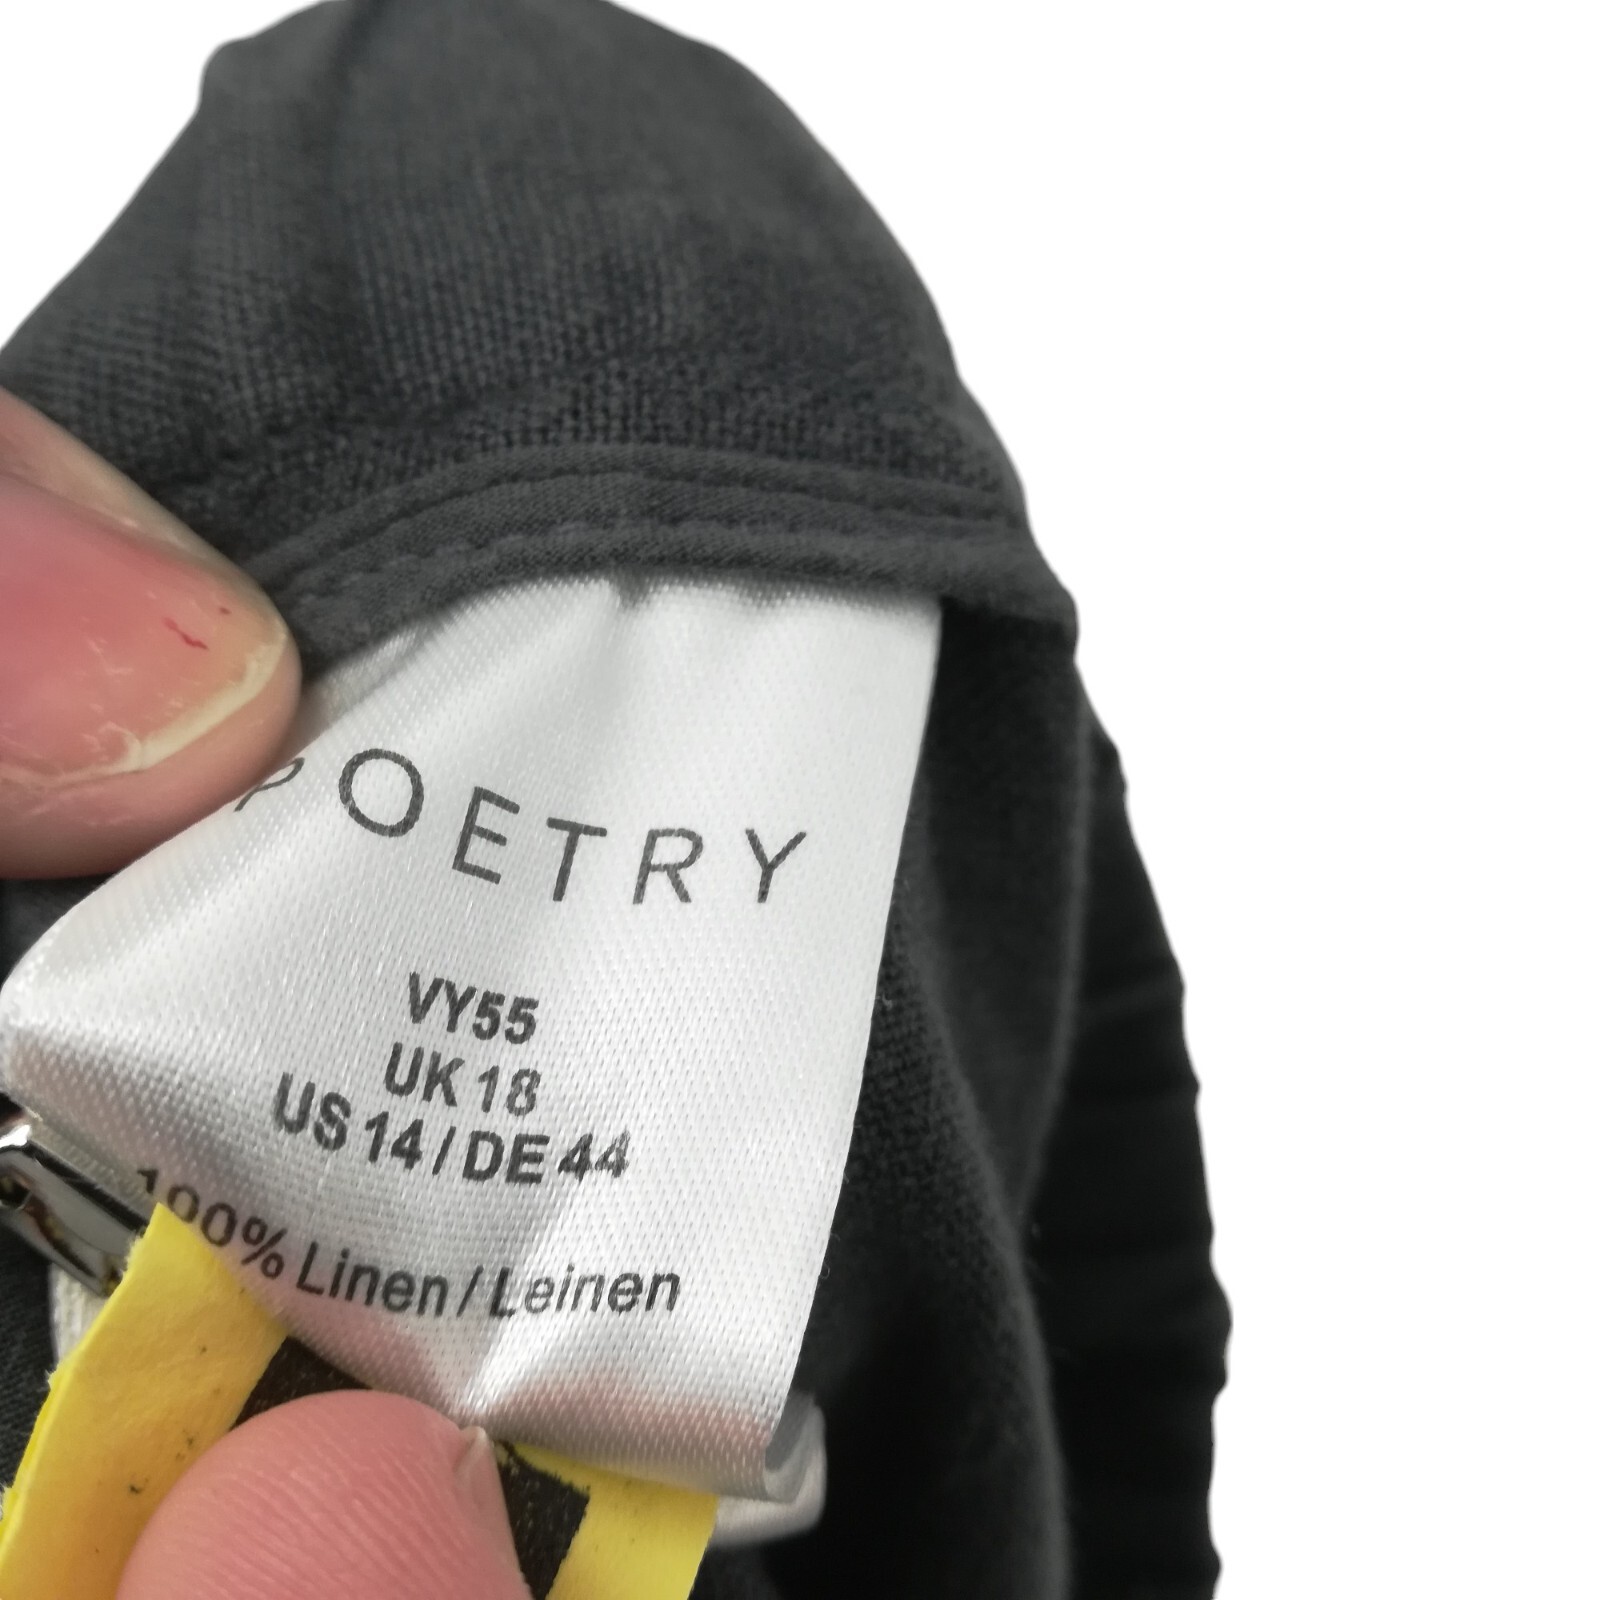 POETRY
VY55
UK 18
US 14 / DE 44
100% Linen / Leinen